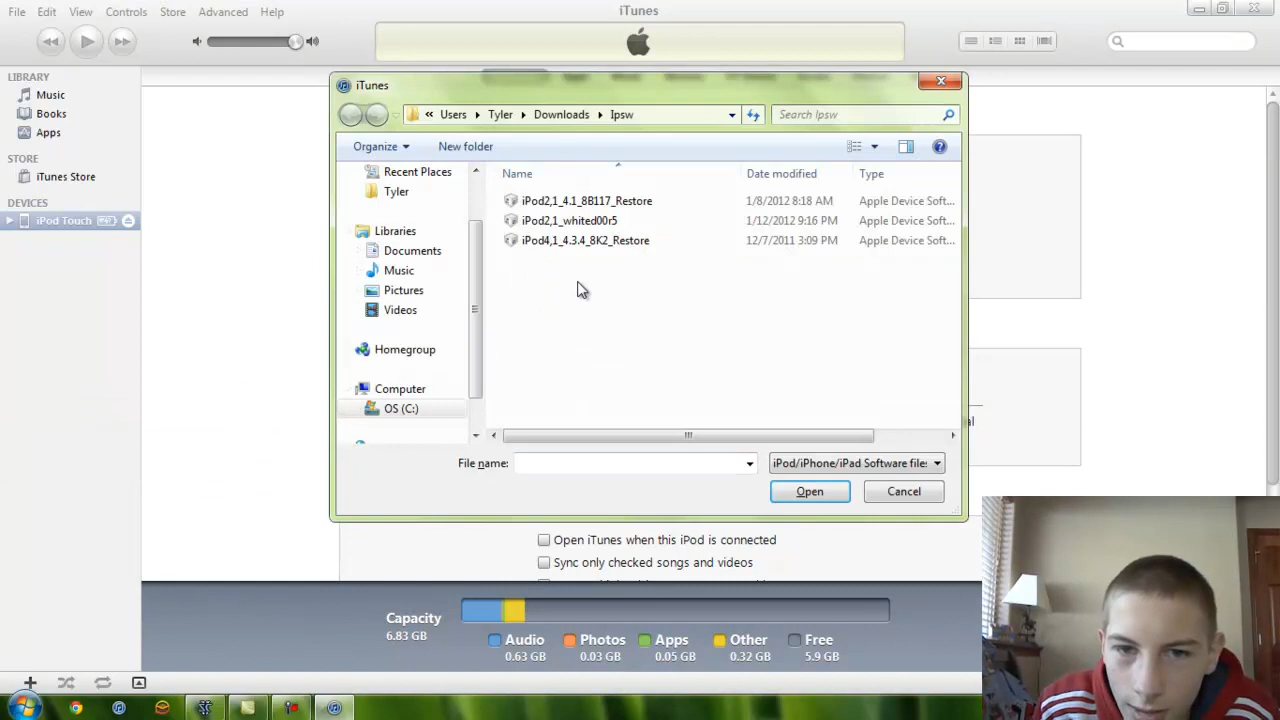 File Edit View Controls Store Advanced Help
iTunes
LIBRARY
Music
Books
Apps
STORE
iTunes Store
DEVICES
iPod Touch
iTunes
« Users Tyler Downloads Ipsw
Search Ipsw
Organize New folder
Name Date modified Type
iPod2,1_4.1_8B117_Restore 1/8/2012 8:18 AM Apple Device Soft...
iPod2,1_whited00r5 1/12/2012 9:16 PM Apple Device Soft...
iPod4,1_4.3.4_8K2_Restore 12/7/2011 3:09 PM Apple Device Soft...
Recent Places
Tyler
Libraries
Documents
Music
Pictures
Videos
Homegroup
Computer
OS (C:)
File name:
iPod/iPhone/iPad Software files
Open Cancel
Open iTunes when this iPod is connected
Sync only checked songs and videos
Capacity
6.83 GB
Audio
0.63 GB
Photos
0.03 GB
Apps
0.05 GB
Other
0.32 GB
Free
5.9 GB